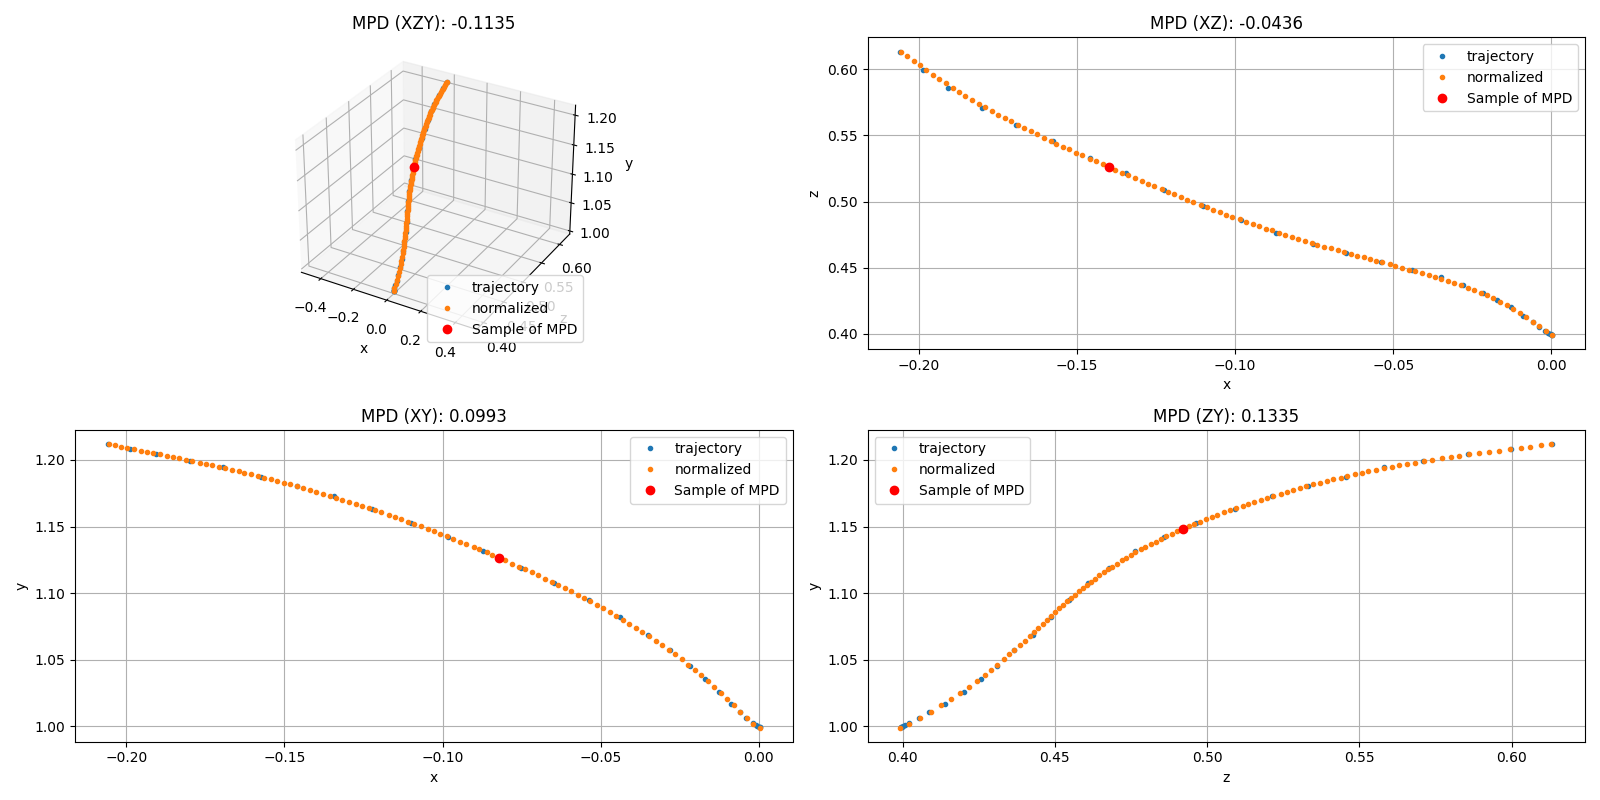 MPD (XZY): -0.1135
1.20
1.15
1.10
1.05
1.00
y
0.60
0.55
0.50
0.45
0.40
z
−0.4
−0.2
0.0
0.2
0.4
x
trajectory
normalized
Sample of MPD
MPD (XZ): -0.0436
trajectory
normalized
Sample of MPD
0.60
0.55
0.50
0.45
0.40
z
−0.20 −0.15 −0.10 −0.05 0.00
x
MPD (XY): 0.0993
trajectory
normalized
Sample of MPD
1.20
1.15
1.10
1.05
1.00
y
−0.20 −0.15 −0.10 −0.05 0.00
x
MPD (ZY): 0.1335
trajectory
normalized
Sample of MPD
1.20
1.15
1.10
1.05
1.00
y
0.40 0.45 0.50 0.55 0.60
z